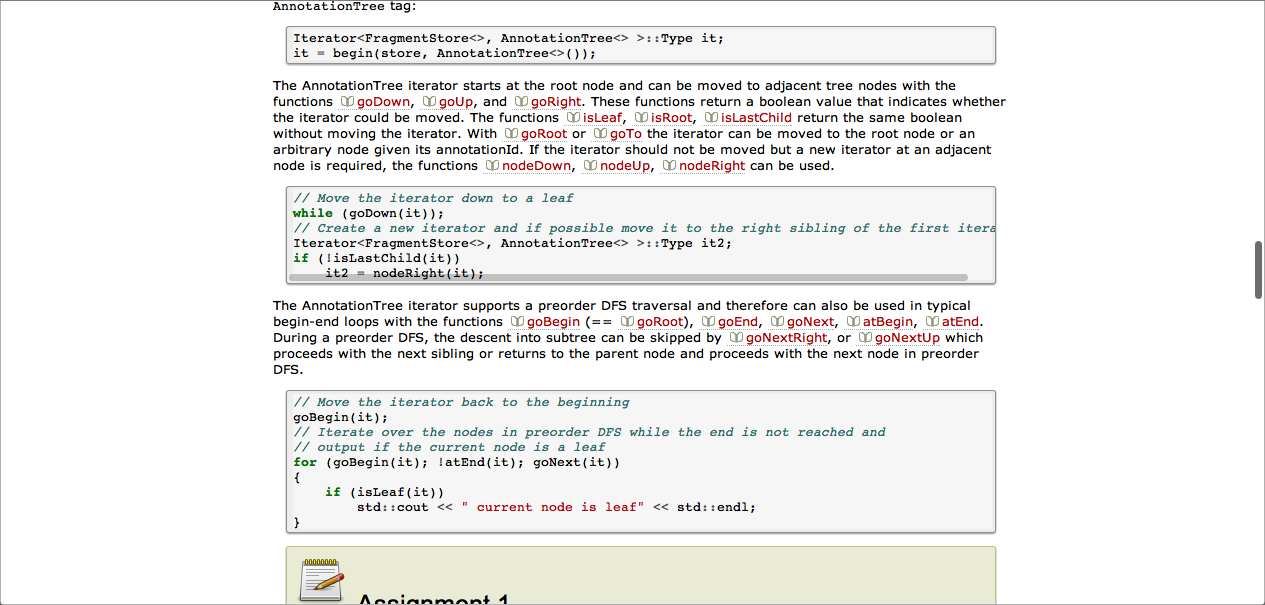 AnnotationTree tag:
Iterator<FragmentStore<>, AnnotationTree<> >::Type it;
it = begin(store, AnnotationTree<>());
The AnnotationTree iterator starts at the root node and can be moved to adjacent tree nodes with the
functions goDown, goUp, and goRight. These functions return a boolean value that indicates whether
the iterator could be moved. The functions isLeaf, isRoot, isLastChild return the same boolean
without moving the iterator. With goRoot or goTo the iterator can be moved to the root node or an
arbitrary node given its annotationId. If the iterator should not be moved but a new iterator at an adjacent
node is required, the functions nodeDown, nodeUp, nodeRight can be used.
// Move the iterator down to a leaf
while (goDown(it));
// Create a new iterator and if possible move it to the right sibling of the first itera
Iterator<FragmentStore<>, AnnotationTree<> >::Type it2;
if (!isLastChild(it))
    it2 = nodeRight(it);
The AnnotationTree iterator supports a preorder DFS traversal and therefore can also be used in typical
begin-end loops with the functions goBegin (== goRoot), goEnd, goNext, atBegin, atEnd.
During a preorder DFS, the descent into subtree can be skipped by goNextRight, or goNextUp which
proceeds with the next sibling or returns to the parent node and proceeds with the next node in preorder
DFS.
// Move the iterator back to the beginning
goBegin(it);
// Iterate over the nodes in preorder DFS while the end is not reached and
// output if the current node is a leaf
for (goBegin(it); !atEnd(it); goNext(it))
{
    if (isLeaf(it))
        std::cout << " current node is leaf" << std::endl;
}
Assignment 1